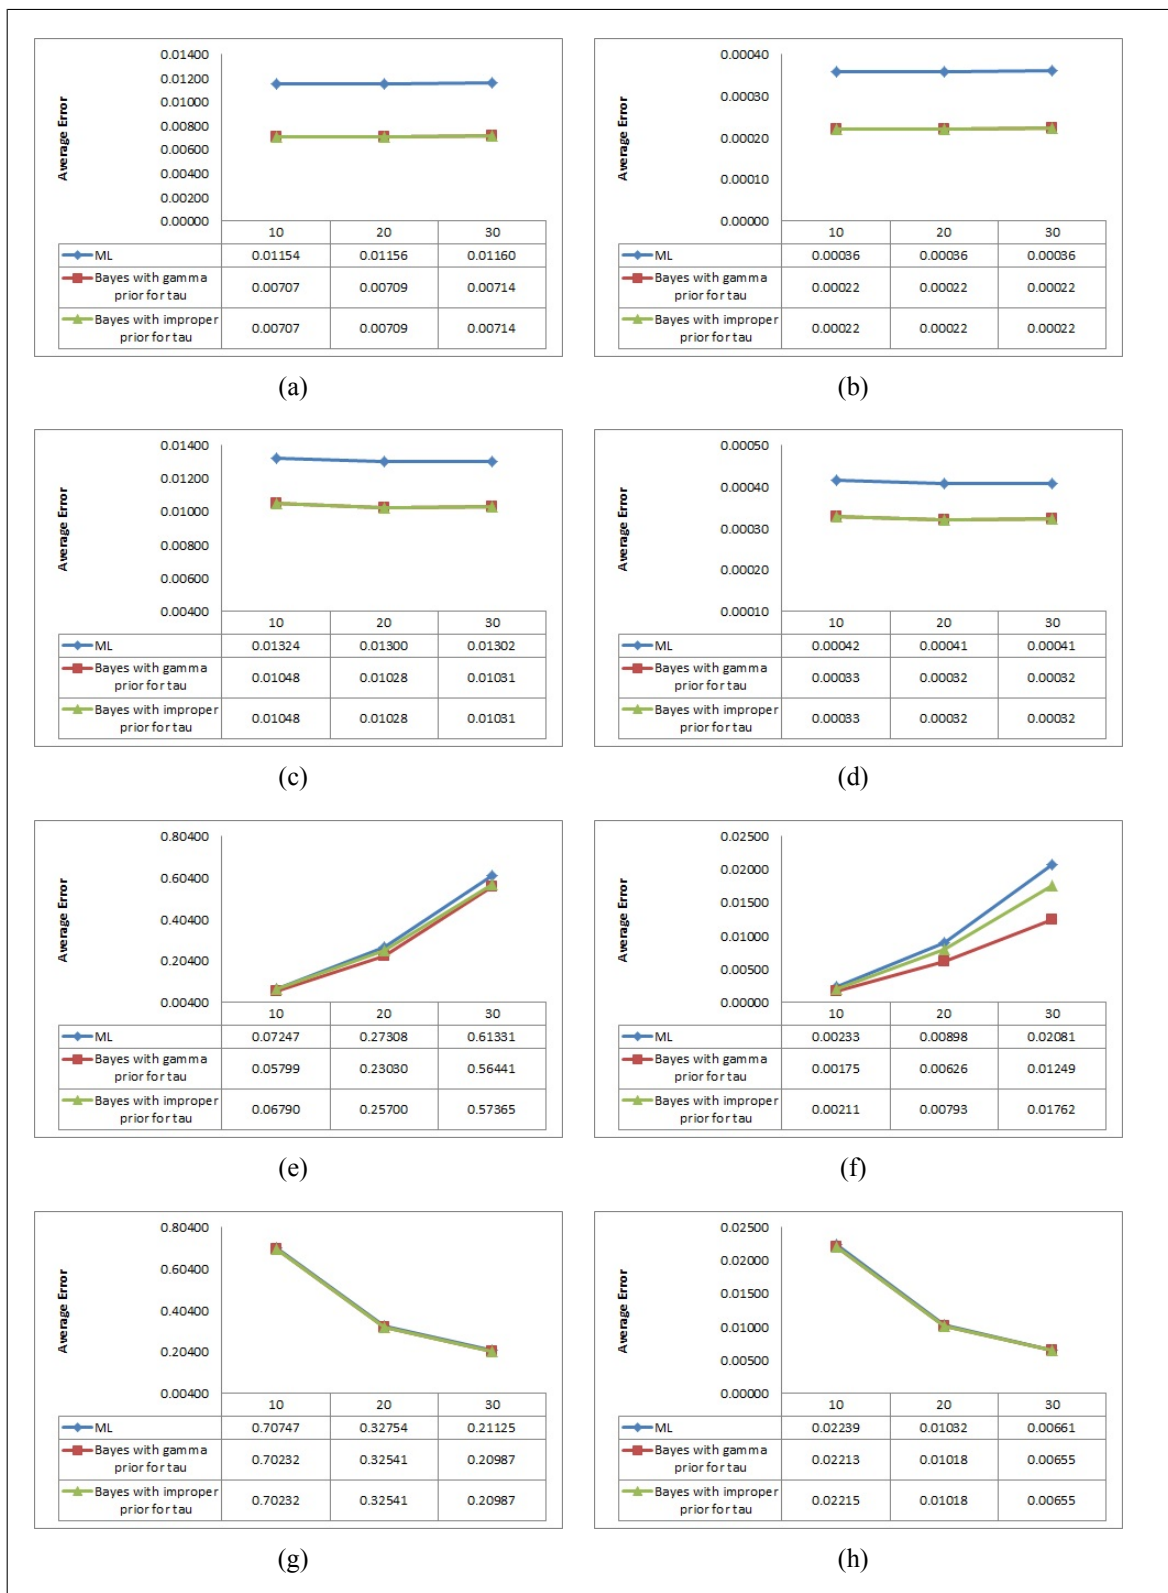 0.01400
0.01200
0.01000
0.00800
0.00600
0.00400
0.00200
0.00000
Average Error
10 20 30
ML 0.01154 0.01156 0.01160
Bayes with gamma
prior for tau 0.00707 0.00709 0.00714
Bayes with improper
prior for tau 0.00707 0.00709 0.00714
(a)
0.00040
0.00030
0.00020
0.00010
0.00000
Average Error
10 20 30
ML 0.00036 0.00036 0.00036
Bayes with gamma
prior for tau 0.00022 0.00022 0.00022
Bayes with improper
prior for tau 0.00022 0.00022 0.00022
(b)
0.01400
0.01200
0.01000
0.00800
0.00600
0.00400
Average Error
10 20 30
ML 0.01324 0.01300 0.01302
Bayes with gamma
prior for tau 0.01048 0.01028 0.01031
Bayes with improper
prior for tau 0.01048 0.01028 0.01031
(c)
0.00050
0.00040
0.00030
0.00020
0.00010
Average Error
10 20 30
ML 0.00042 0.00041 0.00041
Bayes with gamma
prior for tau 0.00033 0.00032 0.00032
Bayes with improper
prior for tau 0.00033 0.00032 0.00032
(d)
0.80400
0.60400
0.40400
0.20400
0.00400
Average Error
10 20 30
ML 0.07247 0.27308 0.61331
Bayes with gamma
prior for tau 0.05799 0.23030 0.56441
Bayes with improper
prior for tau 0.06790 0.25700 0.57365
(e)
0.02500
0.02000
0.01500
0.01000
0.00500
0.00000
Average Error
10 20 30
ML 0.00233 0.00898 0.02081
Bayes with gamma
prior for tau 0.00175 0.00626 0.01249
Bayes with improper
prior for tau 0.00211 0.00793 0.01762
(f)
0.80400
0.60400
0.40400
0.20400
0.00400
Average Error
10 20 30
ML 0.70747 0.32754 0.21125
Bayes with gamma
prior for tau 0.70232 0.32541 0.20987
Bayes with improper
prior for tau 0.70232 0.32541 0.20987
(g)
0.02500
0.02000
0.01500
0.01000
0.00500
0.00000
Average Error
10 20 30
ML 0.02239 0.01032 0.00661
Bayes with gamma
prior for tau 0.02213 0.01018 0.00655
Bayes with improper
prior for tau 0.02215 0.01018 0.00655
(h)